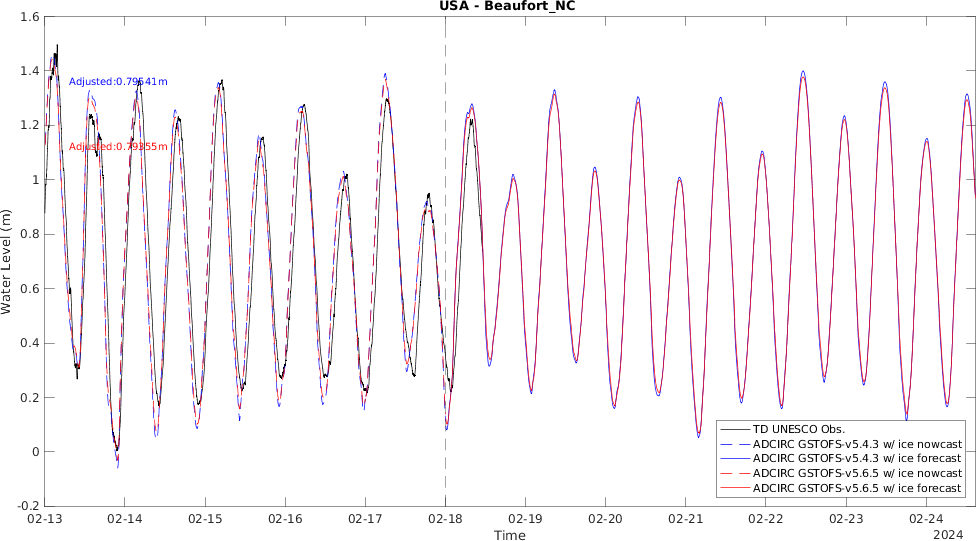 USA - Beaufort_NC
Water Level (m)
1.6
1.4
1.2
1
0.8
0.6
0.4
0.2
0
-0.2
Adjusted:0.79541m
Adjusted:0.79355m
TD UNESCO Obs.
ADCIRC GSTOFS-v5.4.3 w/ ice nowcast
ADCIRC GSTOFS-v5.4.3 w/ ice forecast
ADCIRC GSTOFS-v5.6.5 w/ ice nowcast
ADCIRC GSTOFS-v5.6.5 w/ ice forecast
02-13 02-14 02-15 02-16 02-17 02-18 02-19 02-20 02-21 02-22 02-23 02-24
Time
2024